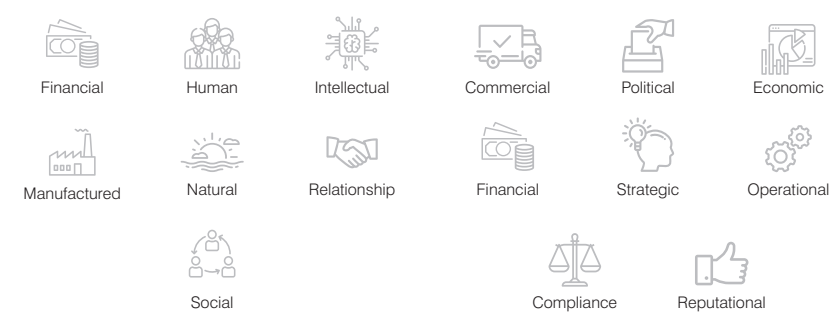 Financial
Human
Intellectual
Commercial
Political
Economic
Manufactured
Natural
Relationship
Financial
Strategic
Operational
Social
Compliance
Reputational